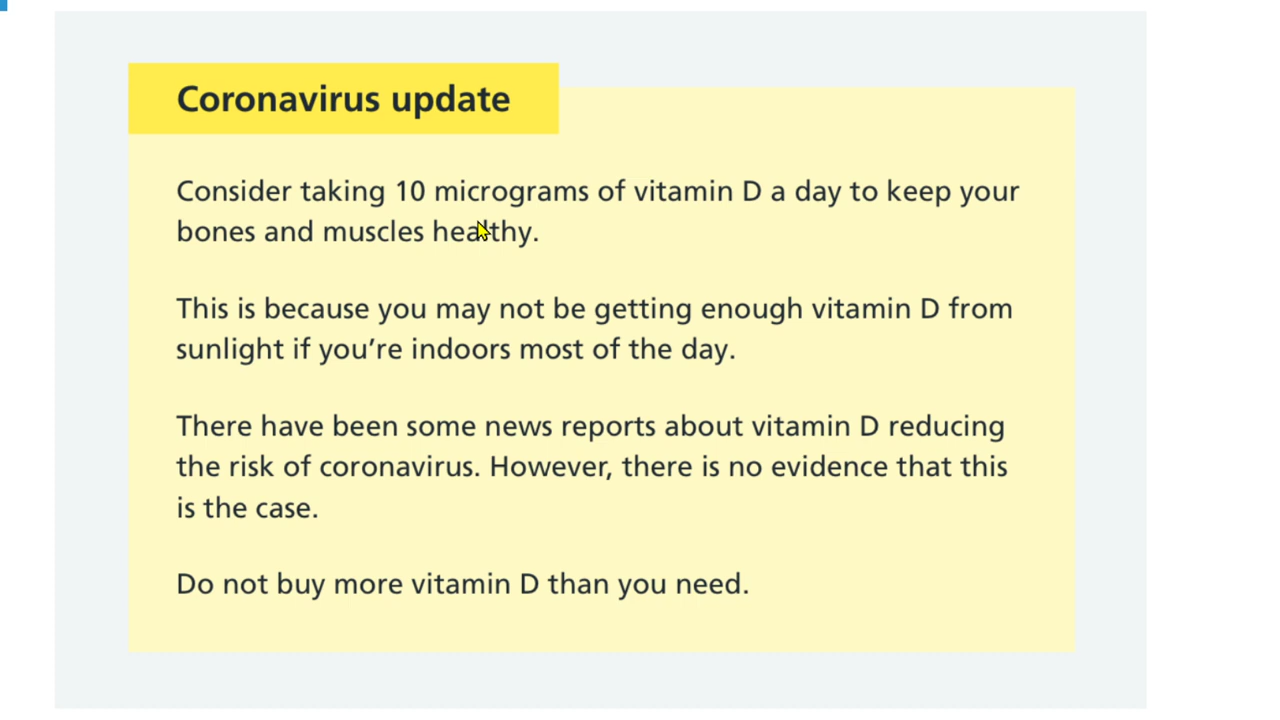 Coronavirus update
Consider taking 10 micrograms of vitamin D a day to keep your
bones and muscles healthy.
This is because you may not be getting enough vitamin D from
sunlight if you’re indoors most of the day.
There have been some news reports about vitamin D reducing
the risk of coronavirus. However, there is no evidence that this
is the case.
Do not buy more vitamin D than you need.